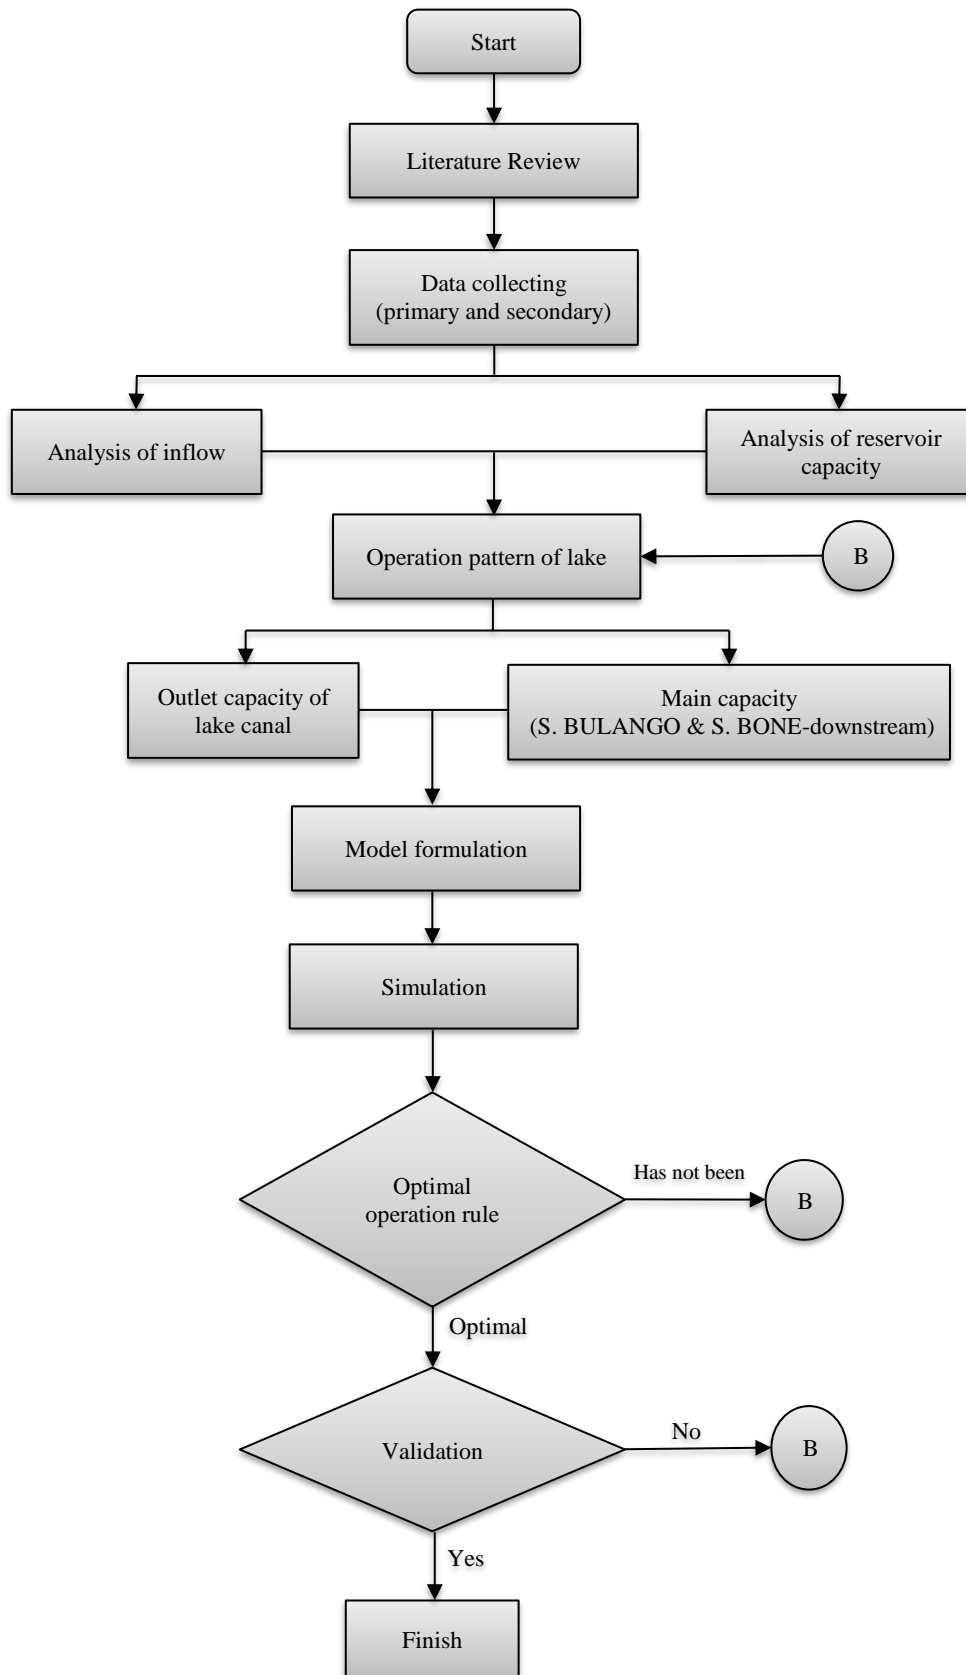 Start
Literature Review
Data collecting
(primary and secondary)
Analysis of inflow
Analysis of reservoir
capacity
Operation pattern of lake
B
Outlet capacity of
lake canal
Main capacity
(S. BULANGO & S. BONE-downstream)
Model formulation
Simulation
Optimal
operation rule
Has not been
B
Optimal
Validation
No
B
Yes
Finish